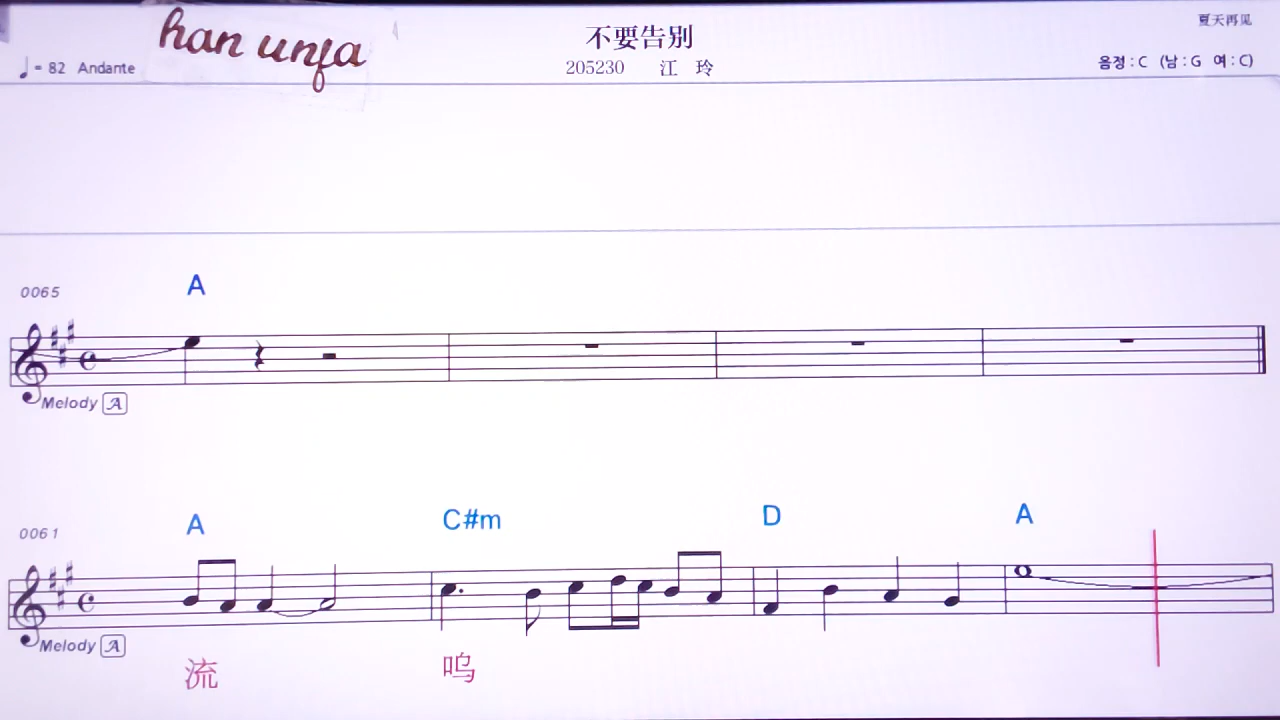 han unfa
不要告别
夏天再见
♩= 82 Andante
205230 江 玲
음정 : C (남 : G 여 : C)
A
0065
Melody A
A C#m D A
0061
Melody A
流 呜